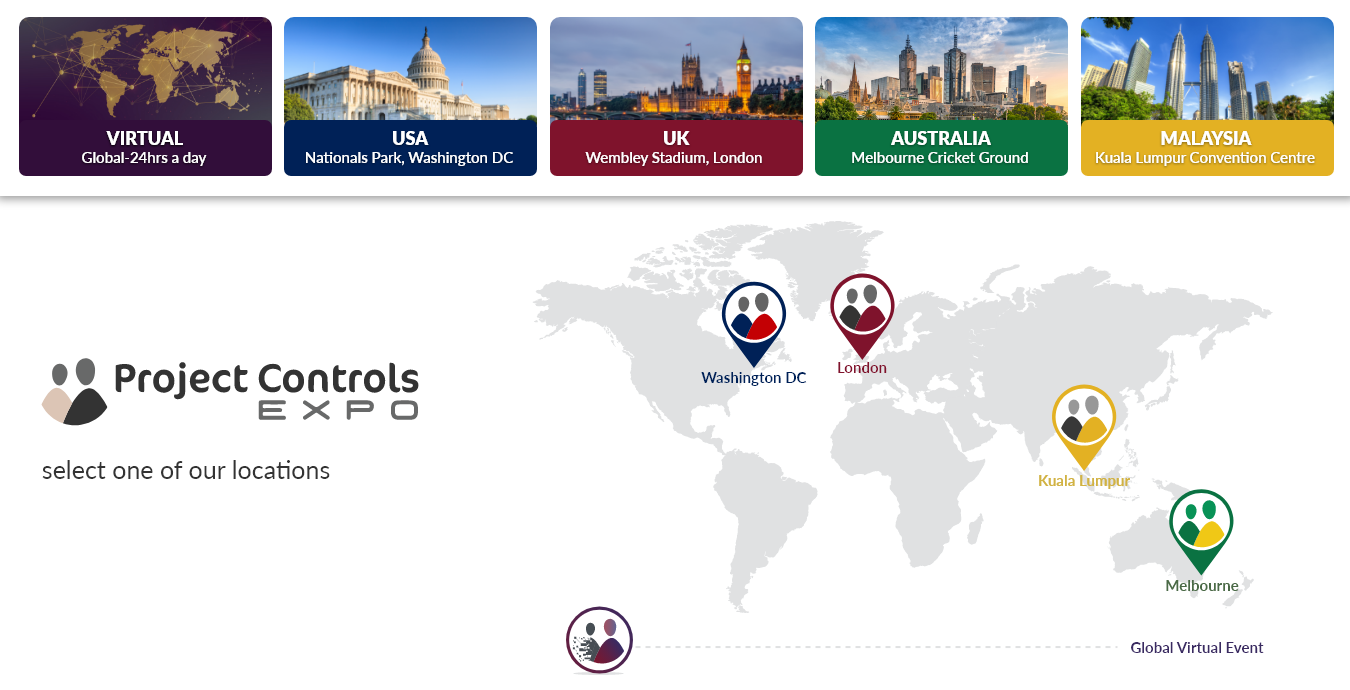 VIRTUAL
Global-24hrs a day
USA
Nationals Park, Washington DC
UK
Wembley Stadium, London
AUSTRALIA
Melbourne Cricket Ground
MALAYSIA
Kuala Lumpur Convention Centre
Project Controls
EXPO
select one of our locations
Washington DC
London
Kuala Lumpur
Melbourne
Global Virtual Event